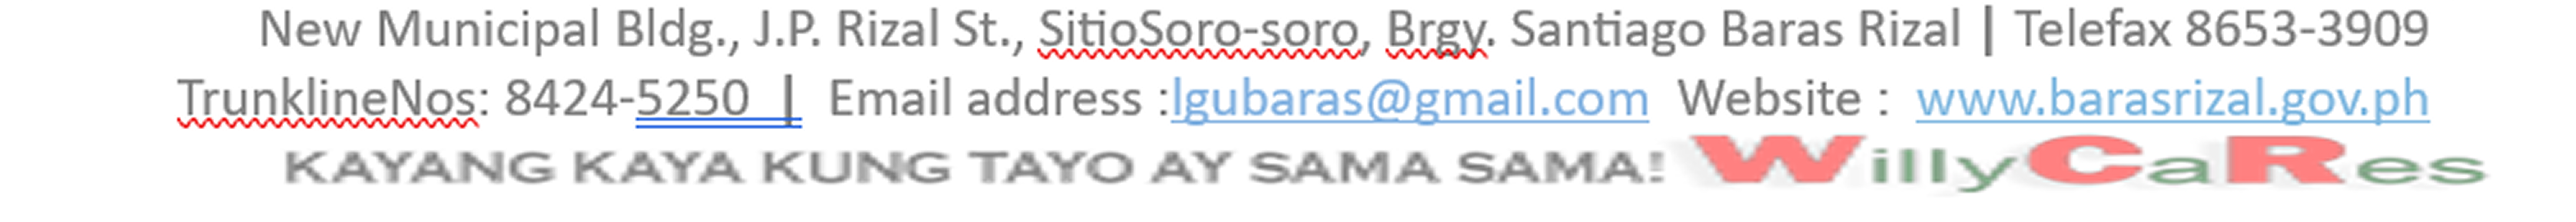 New Municipal Bldg., J.P. Rizal St., SitioSoro-soro, Brgy. Santiago Baras Rizal | Telefax 8653-3909
TrunklineNos: 8424-5250 | Email address :lgubaras@gmail.com Website : www.barasrizal.gov.ph
KAYANG KAYA KUNG TAYO AY SAMA SAMA! WillyCaRes